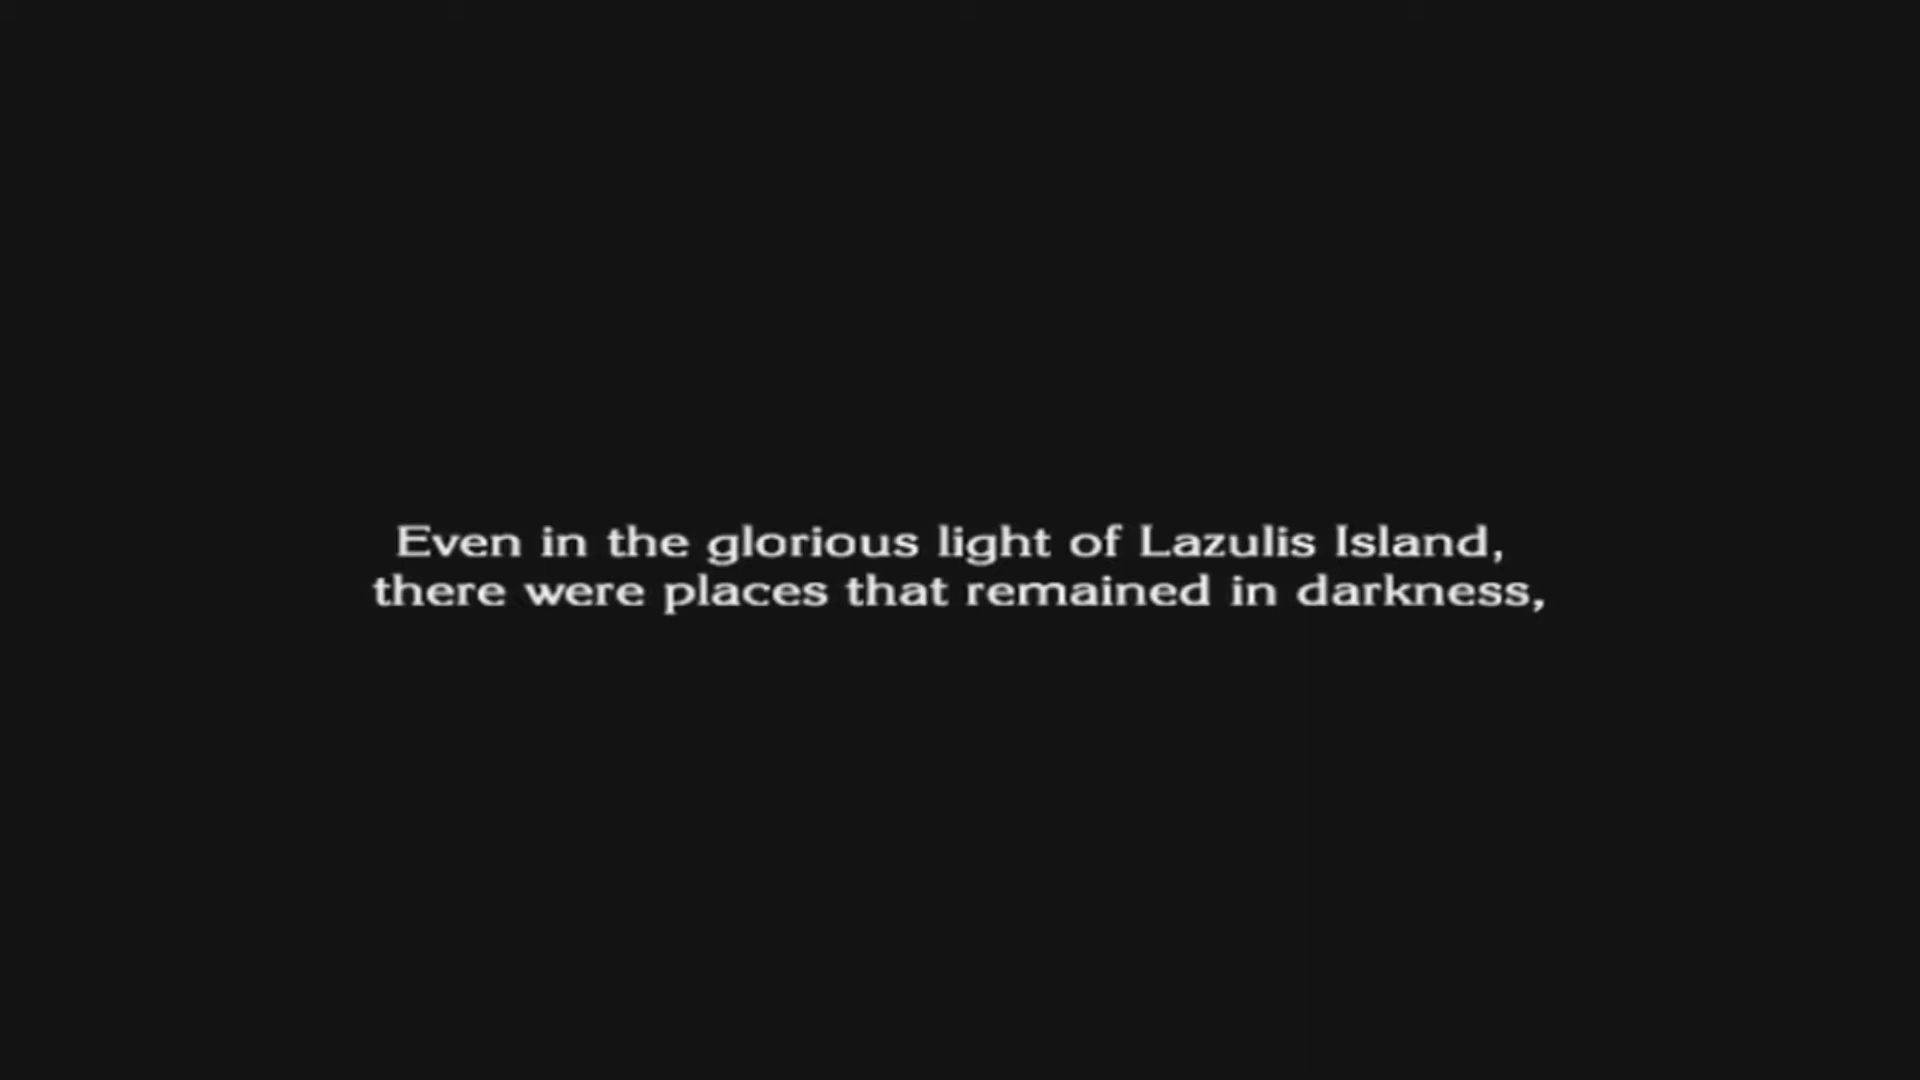 Even in the glorious light of Lazulis Island,
there were places that remained in darkness,